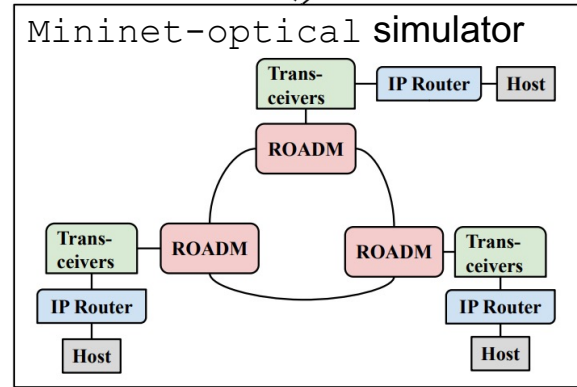 Mininet-optical simulator
Trans-
ceivers
IP Router
Host
ROADM
Trans-
ceivers
ROADM
IP Router
Host
ROADM
Trans-
ceivers
IP Router
Host